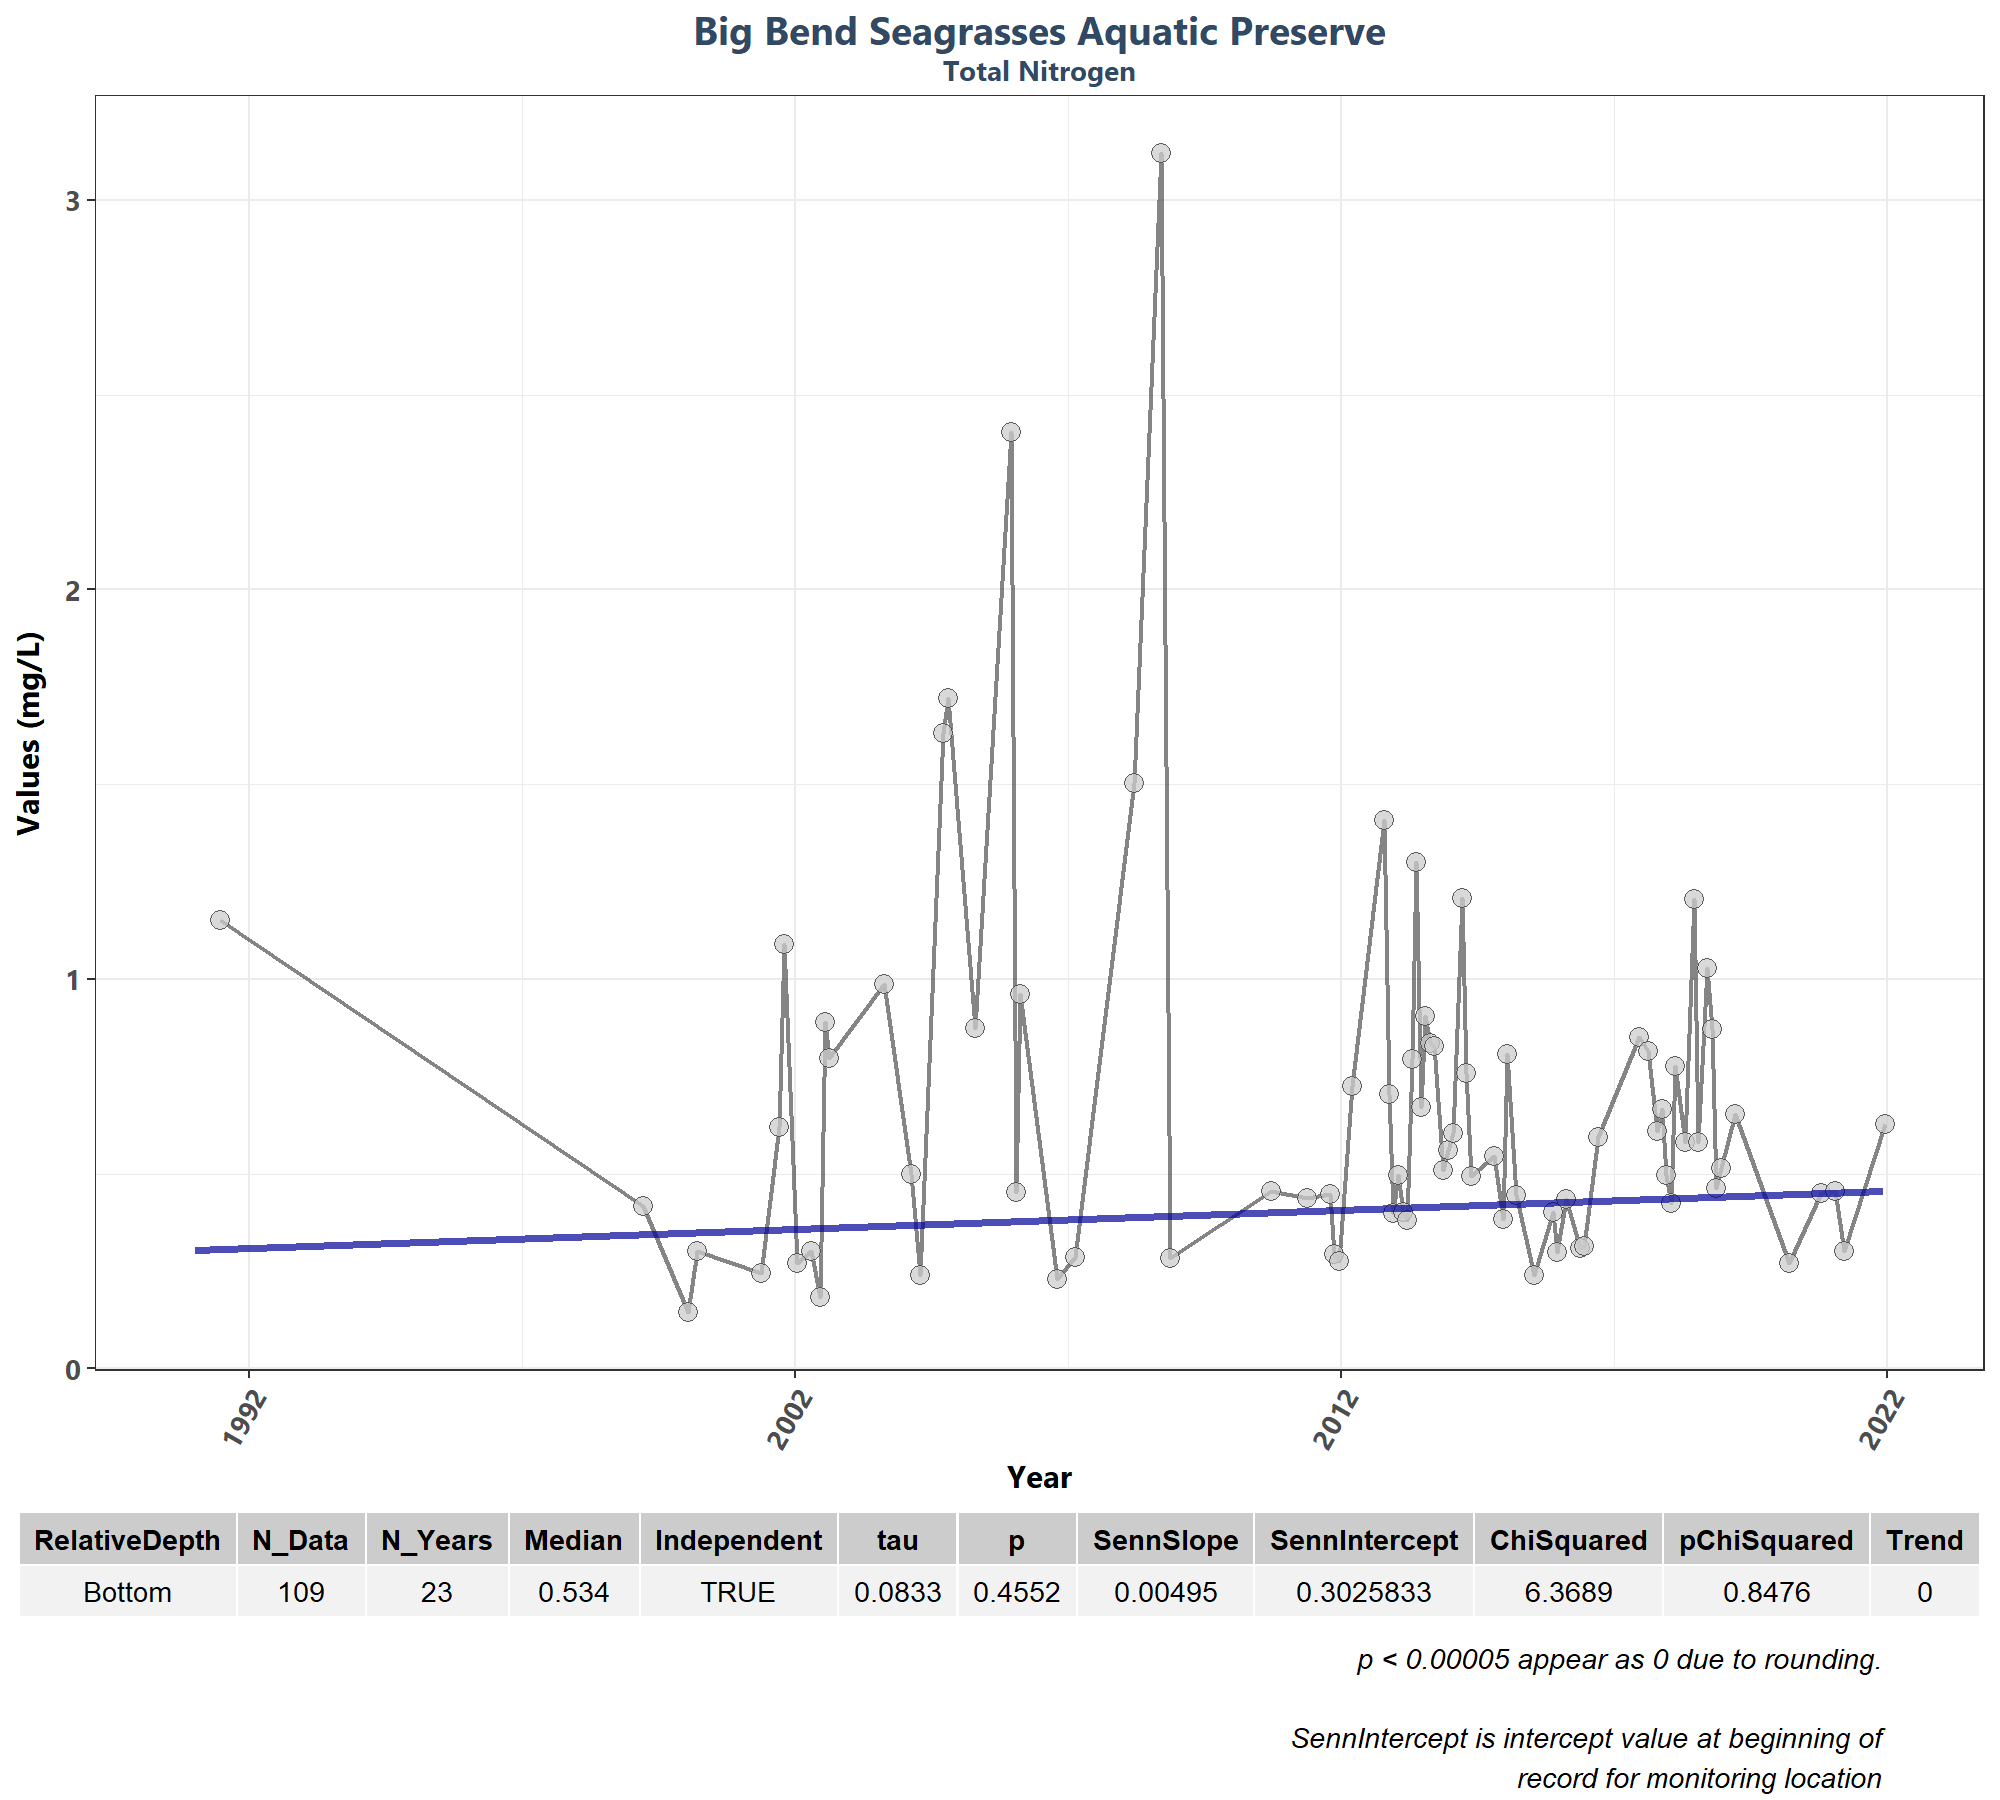 Big Bend Seagrasses Aquatic Preserve
Total Nitrogen
3
2
1
0
Values (mg/L)
1992
2002
2012
2022
Year
RelativeDepth N_Data N_Years Median Independent tau p SennSlope SennIntercept ChiSquared pChiSquared Trend
Bottom 109 23 0.534 TRUE 0.0833 0.4552 0.00495 0.3025833 6.3689 0.8476 0
p < 0.00005 appear as 0 due to rounding.
SennIntercept is intercept value at beginning of
record for monitoring location